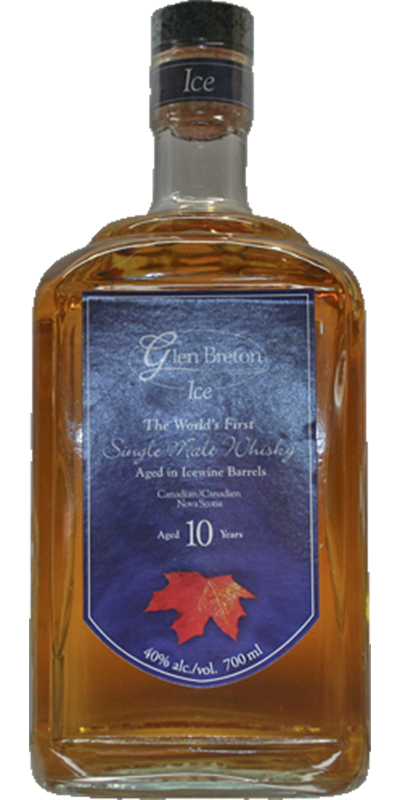 Ice
Glen Breton
Ice
The World's First
Single Malt Whisky
Aged in Icewine Barrels
Canadian/Canadien
Nova Scotia
Aged 10 Years
40% alc./vol. 700 ml